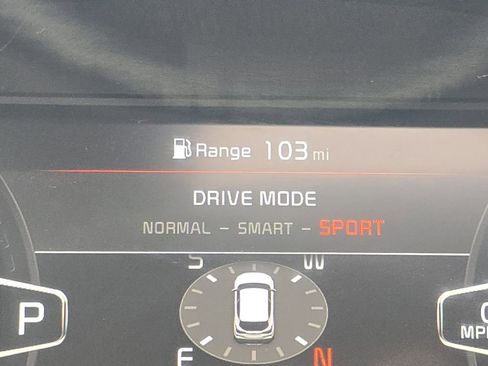 Range 103 mi
DRIVE MODE
NORMAL – SMART – SPORT
S W
P
E N